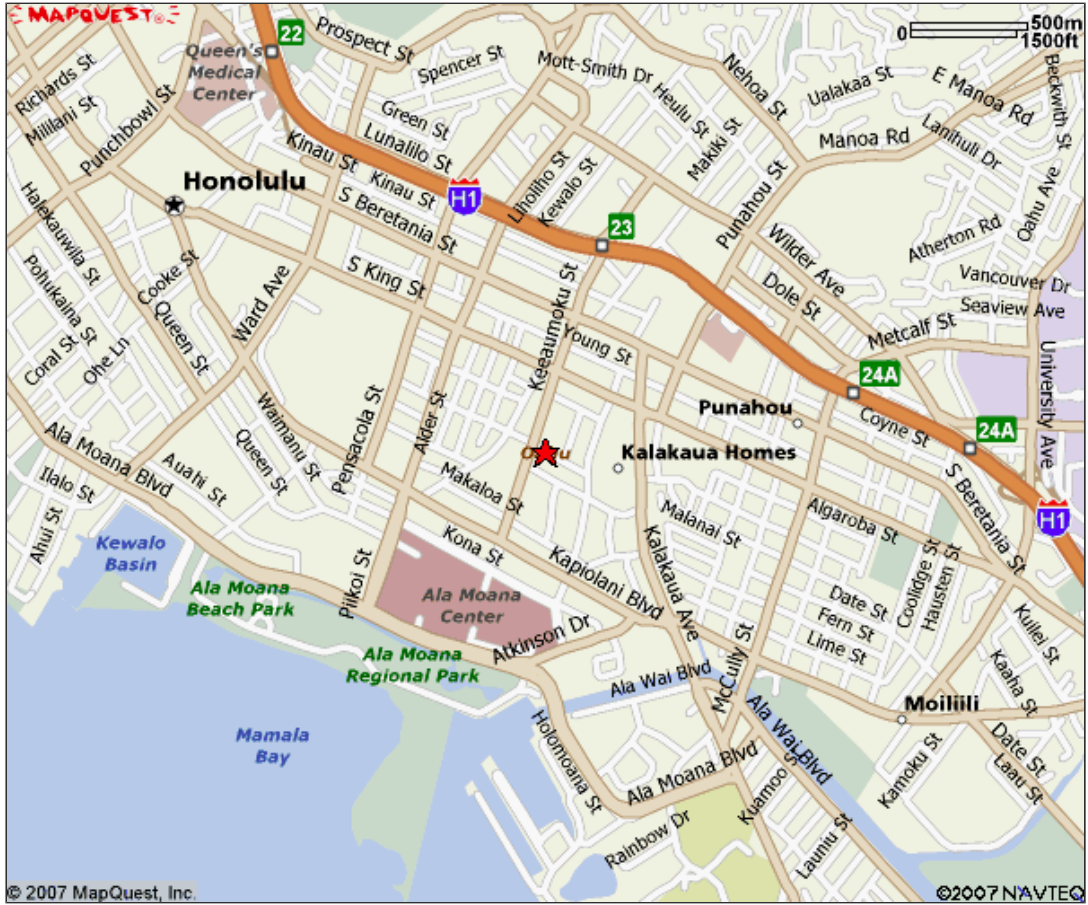 MAPQUEST®
22
Prospect St
500m
0
1500ft
Queen's
Medical
Center
Spencer St
Mott-Smith Dr
Nehoa St
Ualakaa St
E Manoa Rd
Beckwith St
Richards St
Mililani St
Punchbowl St
Green St
Lunalilo St
Heulu St
Makiki St
Manoa Rd
Lanihuli Dr
Kinau St
Kinau St
Honolulu
H1
Liholiho St
Kewalo St
Punahou St
Oahu Ave
S Beretania St
23
Atherton Rd
Halekauwila St
Pohukaina St
Cooke St
S King St
Wilder Ave
Vancouver Dr
Dole St
Seaview Ave
Coral St
Ohe Ln
Queen St
Ward Ave
Keeaumoku St
Young St
Metcalf St
University Ave
24A
Punahou
Coyne St
24A
Waimanu St
Pensacola St
Alder St
Kalakaua Homes
Ala Moana Blvd
Queen St
Auahi St
Makaloa St
S Beretania St
Ilalo St
Ahui St
Malanai St
Algaroba St
H1
Kewalo
Basin
Kona St
Kapiolani Blvd
Kalakaua Ave
Coolidge St
Hausten St
Ala Moana
Beach Park
Piikoi St
Ala Moana
Center
Date St
Fern St
Lime St
Kuilei St
Atkinson Dr
Ala Moana
Regional Park
Ala Wai Blvd
McCully St
Kaaha St
Moiliili
Mamala
Bay
Holomoana St
Ala Wai Blvd
Date St
Laau St
Kamoku St
Ala Moana Blvd
Kuamoo St
Rainbow Dr
Launiu St
© 2007 MapQuest, Inc.
©2007 NAVTEQ